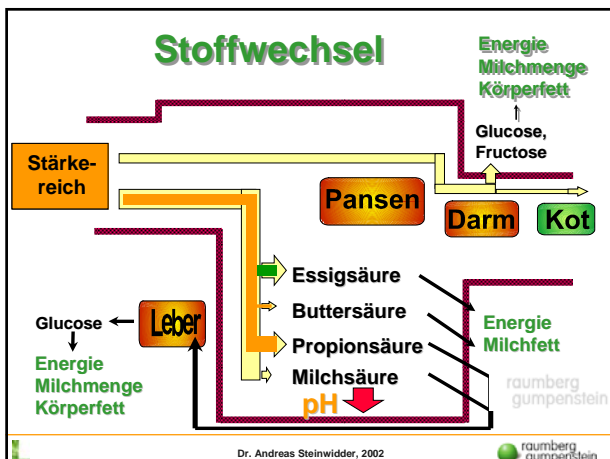 Stoffwechsel
Energie
Milchmenge
Körperfett
Glucose,
Fructose
Stärke-
reich
Pansen
Darm
Kot
Essigsäure
Buttersäure
Propionsäure
Milchsäure
pH
Energie
Milchfett
Leber
Glucose
Energie
Milchmenge
Körperfett
raumberg
gumpenstein
Dr. Andreas Steinwidder, 2002
raumberg
gumpenstein